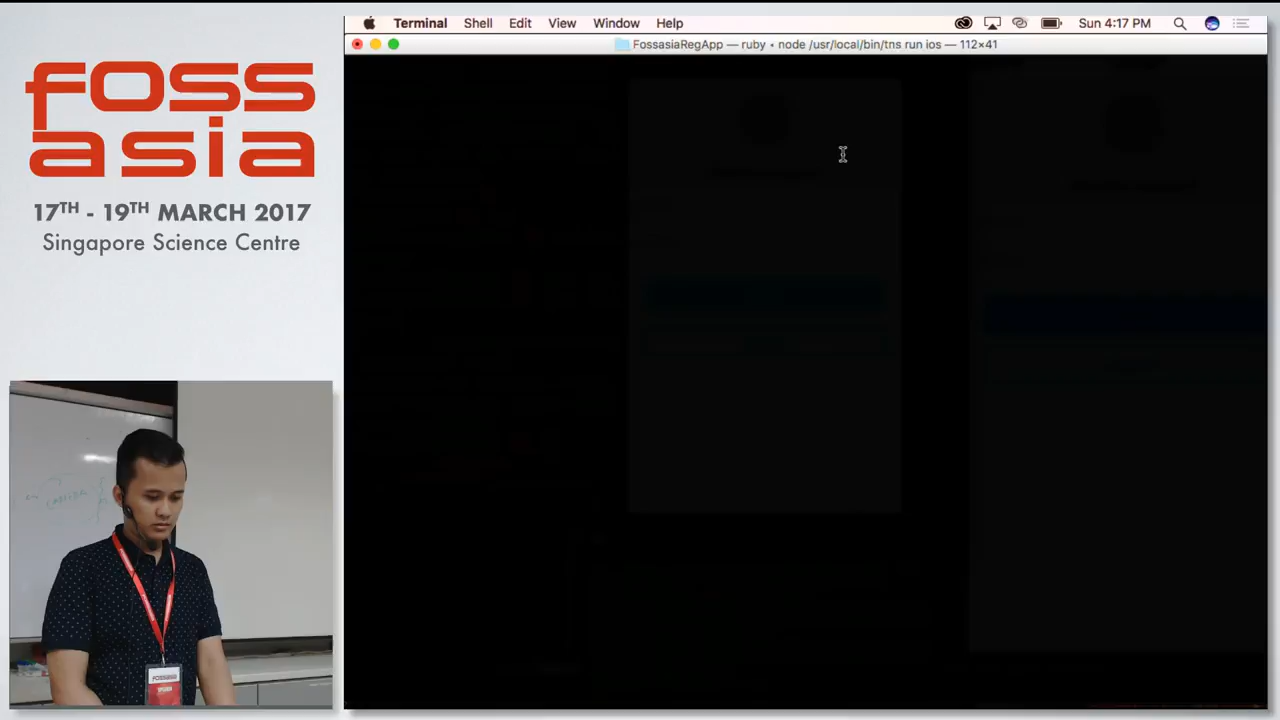 foss
asia
17TH - 19TH MARCH 2017
Singapore Science Centre
Terminal Shell Edit View Window Help Sun 4:17 PM
FossasiaRegApp — ruby • node /usr/local/bin/tns run ios — 112×41
FOSSASIA